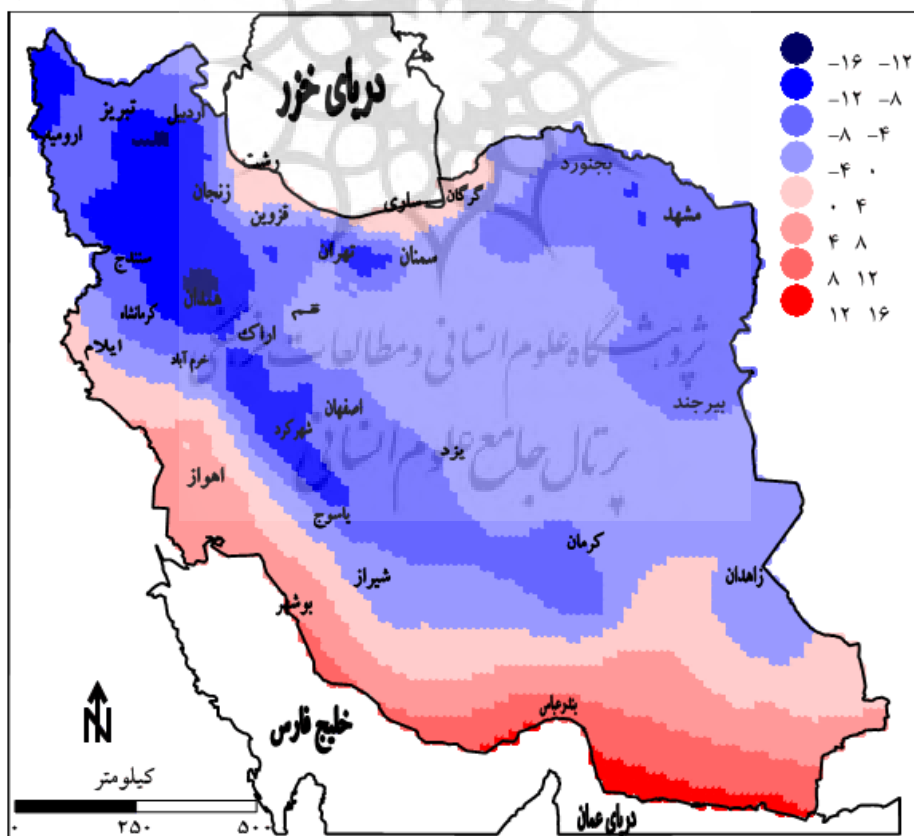 دریای خزر
-۱۶ -۱۲
-۱۲ -۸
-۸ -۴
-۴ ۰
۰ ۴
۴ ۸
۸ ۱۲
۱۲ ۱۶
تبریز
اردبیل
ارومیه
رشت
زنجان
قزوین
ساری
گرگان
بجنورد
مشهد
سنندج
تهران
سمنان
همدان
کرمانشاه
قم
اراک
ایلام
خرم آباد
پژوهشگاه علوم انسانی و مطالعات فرهنگی
بیرجند
اصفهان
شهرکرد
یزد
پرتال جامع علوم انسانی
اهواز
یاسوج
کرمان
شیراز
زاهدان
بوشهر
بندرعباس
خلیج فارس
N
کیلومتر
۰ ۲۵۰ ۵۰۰
دریای عمان